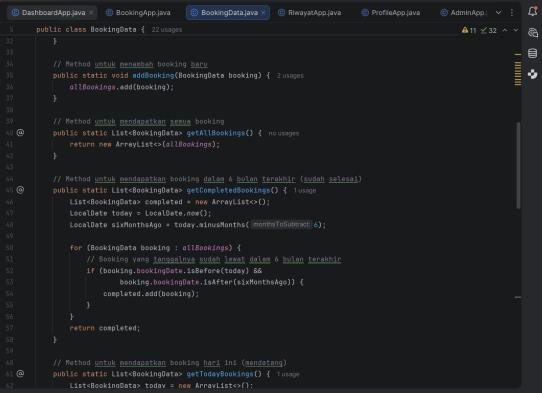 DashboardApp.java × BookingApp.java BookingData.java × RiwayatApp.java ProfileApp.java AdminApp.
5 public class BookingData { 22 usages 11 32
32 }
33
34 // Method untuk menambah booking baru
35 public static void addBooking(BookingData booking) { 2 usages
36 allBookings.add(booking);
37 }
38
39 // Method untuk mendapatkan semua booking
40 @ public static List<BookingData> getAllBookings() { no usages
41 return new ArrayList<>(allBookings);
42 }
43
44 // Method untuk mendapatkan booking dalam 6 bulan terakhir (sudah selesai)
45 @ public static List<BookingData> getCompletedBookings() { 1 usage
46 List<BookingData> completed = new ArrayList<>();
47 LocalDate today = LocalDate.now();
48 LocalDate sixMonthsAgo = today.minusMonths( monthsToSubtract: 6);
49
50 for (BookingData booking : allBookings) {
51 // Booking yang tanggalnya sudah lewat dalam 6 bulan terakhir
52 if (booking.bookingDate.isBefore(today) &&
53 booking.bookingDate.isAfter(sixMonthsAgo)) {
54 completed.add(booking);
55 }
56 }
57 return completed;
58 }
59
60 // Method untuk mendapatkan booking hari ini (mendatang)
61 @ public static List<BookingData> getTodayBookings() { 1 usage
62 List<BookingData> today = new ArrayList<>();